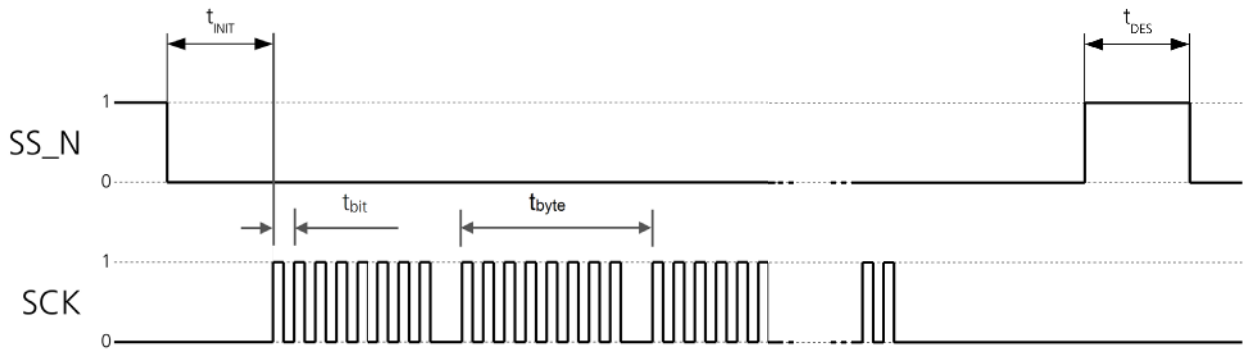 tINIT
tDES
1
SS_N
0
tbit
tbyte
1
SCK
0